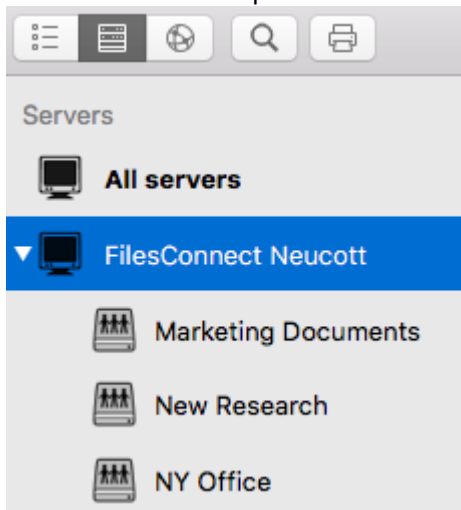 Servers
All servers
FilesConnect Neucott
Marketing Documents
New Research
NY Office